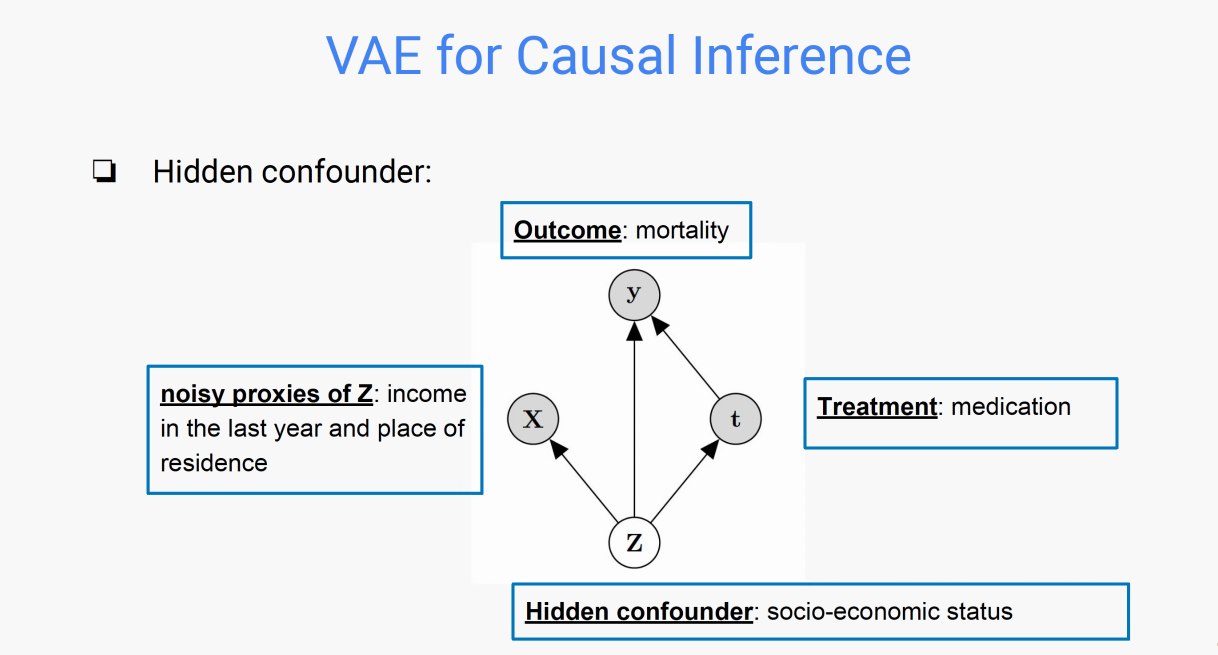 VAE for Causal Inference
Hidden confounder:
Outcome: mortality
y
noisy proxies of Z: income
in the last year and place of
residence
X
t
Treatment: medication
Z
Hidden confounder: socio-economic status